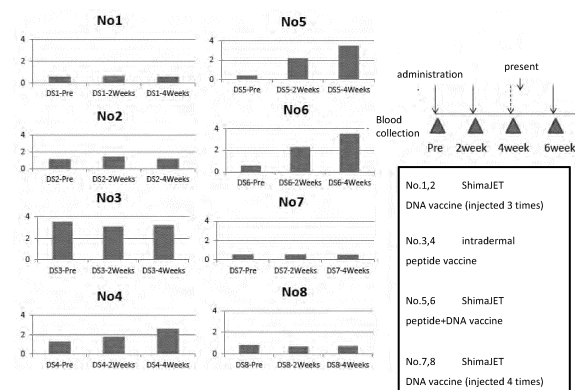 No1
4
2
0
DS1-Pre DS1-2Weeks DS1-4Weeks
No2
4
2
0
DS2-Pre DS2-2Weeks DS2-4Weeks
No3
4
2
0
DS3-Pre DS3-2Weeks DS3-4Weeks
No4
4
2
0
DS4-Pre DS4-2Weeks DS4-4Weeks
No5
4
2
0
DS5-Pre DS5-2Weeks DS5-4Weeks
No6
4
2
0
DS6-Pre DS6-2Weeks DS6-4Weeks
No7
4
2
0
DS7-Pre DS7-2Weeks DS7-4Weeks
No8
4
2
0
DS8-Pre DS8-2Weeks DS8-4Weeks
present
administration
Blood
collection
Pre 2week 4week 6week
No.1,2 ShimaJET
DNA vaccine (injected 3 times)
No.3,4 intradermal
peptide vaccine
No.5,6 ShimaJET
peptide+DNA vaccine
No.7,8 ShimaJET
DNA vaccine (injected 4 times)